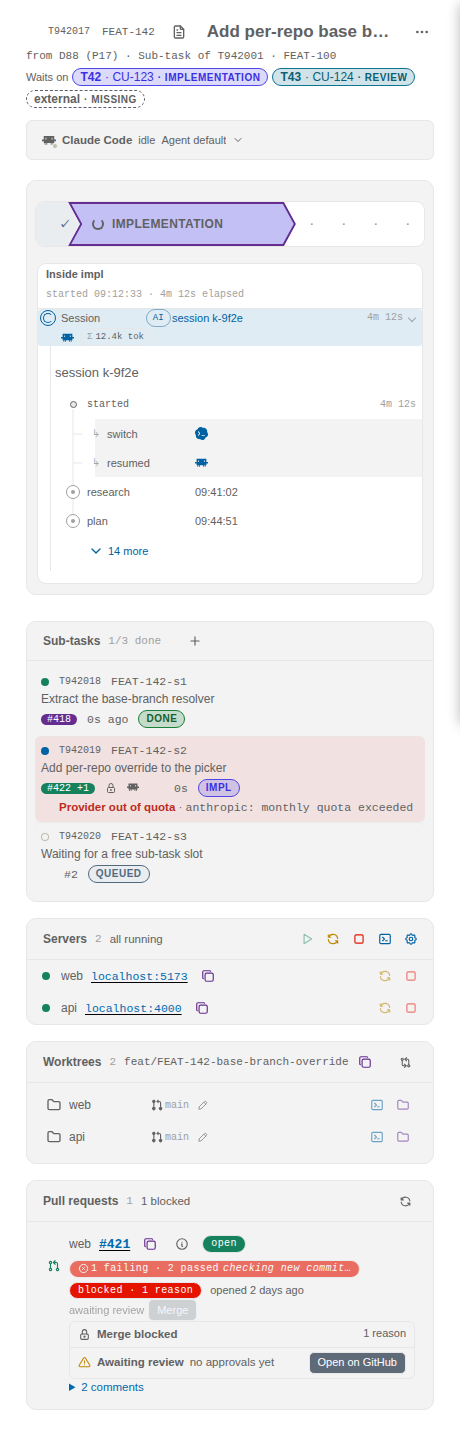 T942017 FEAT-142 Add per-repo base b…
from D88 (P17) · Sub-task of T942001 · FEAT-100
Waits on T42 · CU-123 · IMPLEMENTATION T43 · CU-124 · REVIEW
external · MISSING
Claude Code idle Agent default
✓ IMPLEMENTATION
Inside impl
started 09:12:33 · 4m 12s elapsed
Session AI session k-9f2e 4m 12s
Σ 12.4k tok
session k-9f2e
started 4m 12s
↳ switch
↳ resumed
research 09:41:02
plan 09:44:51
14 more
Sub-tasks 1/3 done
T942018 FEAT-142-s1
Extract the base-branch resolver
#418 0s ago DONE
T942019 FEAT-142-s2
Add per-repo override to the picker
#422 +1 0s IMPL
Provider out of quota · anthropic: monthly quota exceeded
T942020 FEAT-142-s3
Waiting for a free sub-task slot
#2 QUEUED
Servers 2 all running
web localhost:5173
api localhost:4000
Worktrees 2 feat/FEAT-142-base-branch-override
web main
api main
Pull requests 1 1 blocked
web #421 open
1 failing · 2 passed checking new commit…
blocked · 1 reason opened 2 days ago
awaiting review Merge
Merge blocked 1 reason
Awaiting review no approvals yet Open on GitHub
2 comments